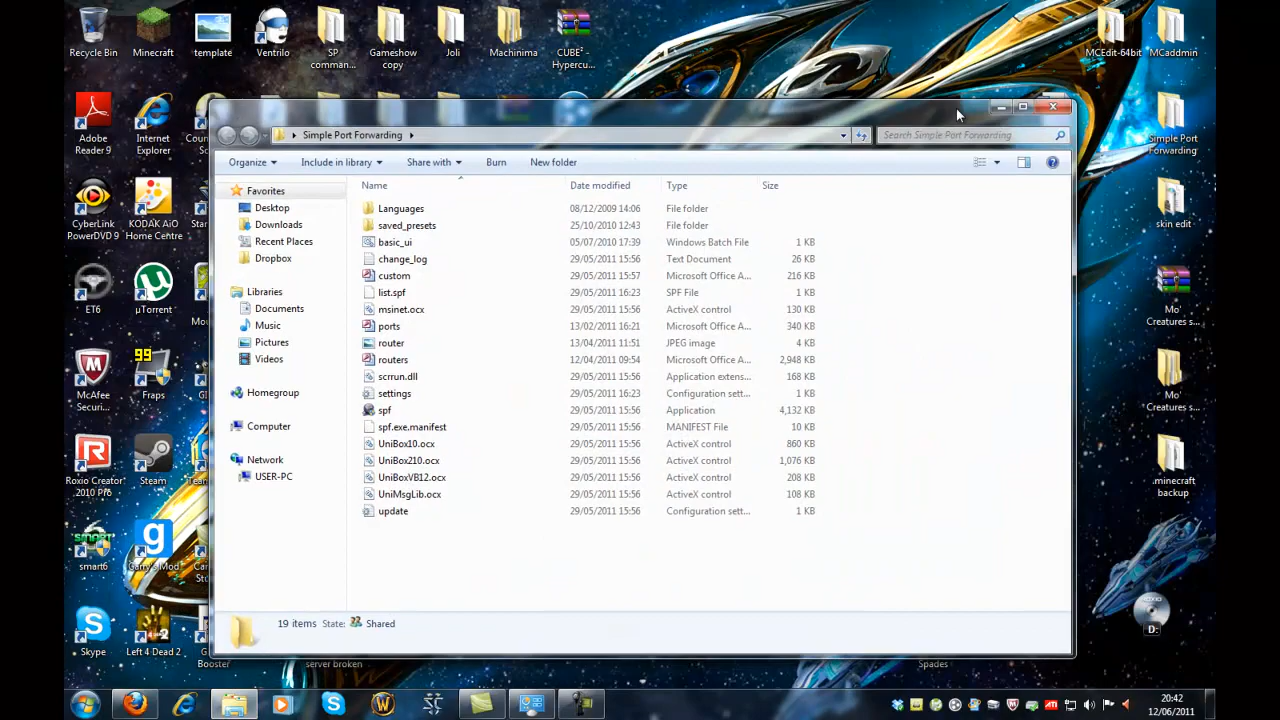 Recycle Bin
Minecraft
template
Ventrilo
SP
comman...
Gameshow
copy
Joli
Machinima
CUBE² -
Hypercu...
MCEdit-64bit
MCadmin
Adobe
Reader 9
Internet
Explorer
Simple Port
Forwarding
CyberLink
PowerDVD 9
KODAK AiO
Home Centre
skin edit
ET6
µTorrent
Mo'
Creatures s...
McAfee
Securi...
99
Fraps
Mo'
Creatures s...
Roxio Creator
2010 Pro
Steam
.minecraft
backup
SMART
smart6
Garry's Mod
Skype
Left 4 Dead 2
Booster
server broken
Spades
ROXIO
D:
Simple Port Forwarding
Search Simple Port Forwarding
Organize Include in library Share with Burn New folder
Favorites
Desktop
Downloads
Recent Places
Dropbox
Libraries
Documents
Music
Pictures
Videos
Homegroup
Computer
Network
USER-PC
Name Date modified Type Size
Languages 08/12/2009 14:06 File folder
saved_presets 25/10/2010 12:43 File folder
basic_ui 05/07/2010 17:39 Windows Batch File 1 KB
change_log 29/05/2011 15:56 Text Document 26 KB
custom 29/05/2011 15:57 Microsoft Office A... 216 KB
list.spf 29/05/2011 16:23 SPF File 1 KB
msinet.ocx 29/05/2011 15:56 ActiveX control 130 KB
ports 13/02/2011 16:21 Microsoft Office A... 340 KB
router 13/04/2011 11:51 JPEG image 4 KB
routers 12/04/2011 09:54 Microsoft Office A... 2,948 KB
scrrun.dll 29/05/2011 15:56 Application extens... 168 KB
settings 29/05/2011 16:23 Configuration sett... 1 KB
spf 29/05/2011 15:56 Application 4,132 KB
spf.exe.manifest 29/05/2011 15:56 MANIFEST File 10 KB
UniBox10.ocx 29/05/2011 15:56 ActiveX control 860 KB
UniBox210.ocx 29/05/2011 15:56 ActiveX control 1,076 KB
UniBoxVB12.ocx 29/05/2011 15:56 ActiveX control 208 KB
UniMsgLib.ocx 29/05/2011 15:56 ActiveX control 108 KB
update 29/05/2011 15:56 Configuration sett... 1 KB
19 items State: Shared
20:42
12/06/2011